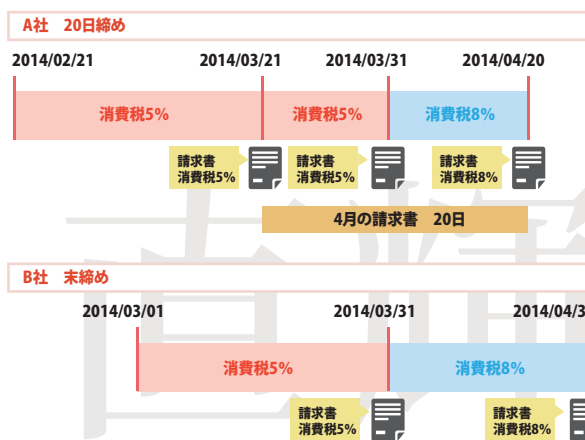 A社 20日締め
2014/02/21 2014/03/21 2014/03/31 2014/04/20
消費税5% 消費税5% 消費税8%
請求書 請求書 請求書
消費税5% 消費税5% 消費税8%
4月の請求書 20日
B社 末締め
2014/03/01 2014/03/31 2014/04/3
消費税5% 消費税8%
請求書 請求書
消費税5% 消費税8%